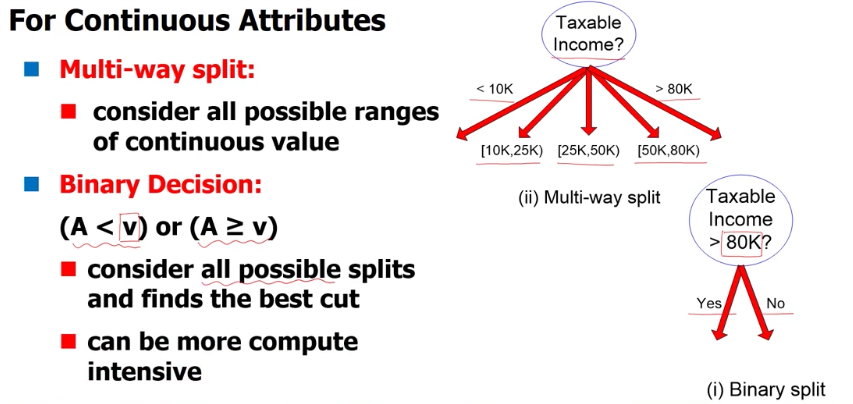 For Continuous Attributes
Multi-way split:
consider all possible ranges
of continuous value
Binary Decision:
(A < v) or (A ≥ v)
consider all possible splits
and finds the best cut
can be more compute
intensive
Taxable
Income?
< 10K
> 80K
[10K,25K) [25K,50K) [50K,80K)
(ii) Multi-way split
Taxable
Income
> 80K?
Yes No
(i) Binary split